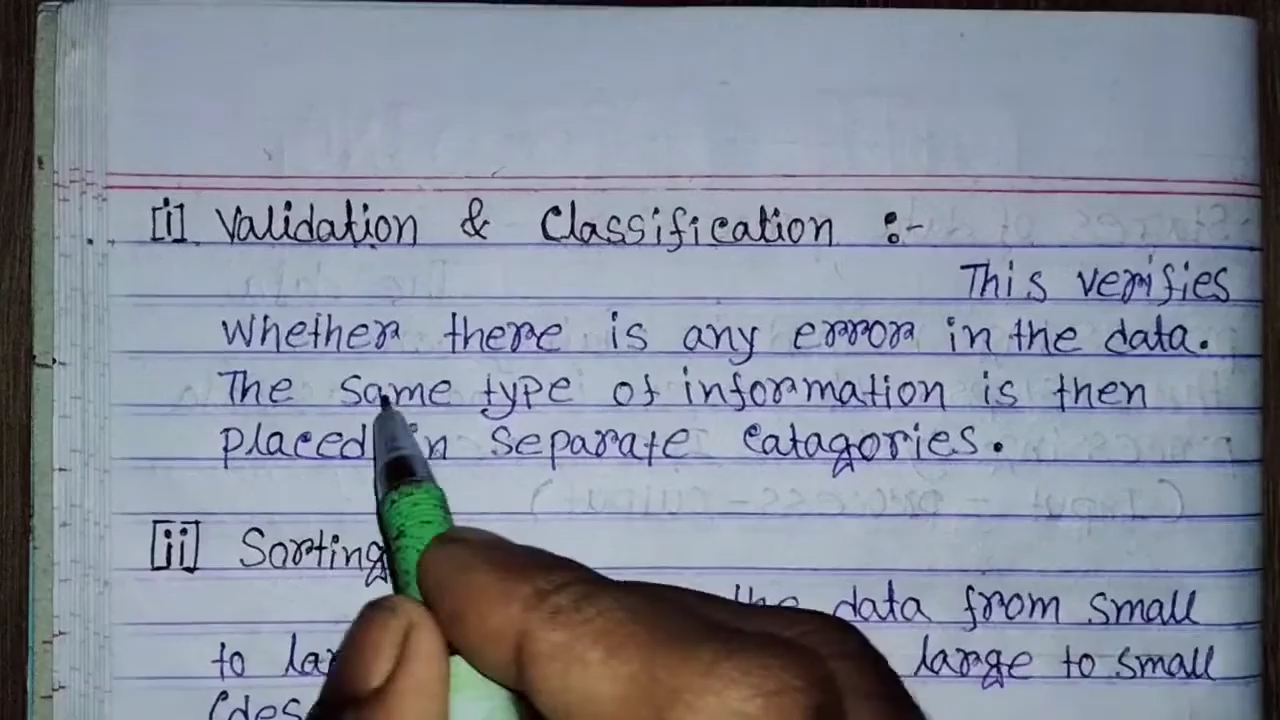 [i] Validation & Classification :-
This verifies
Whether there is any error in the data.
The same type of information is then
placed in separate catagories.
[ii] Sorting
the data from small
to large to small